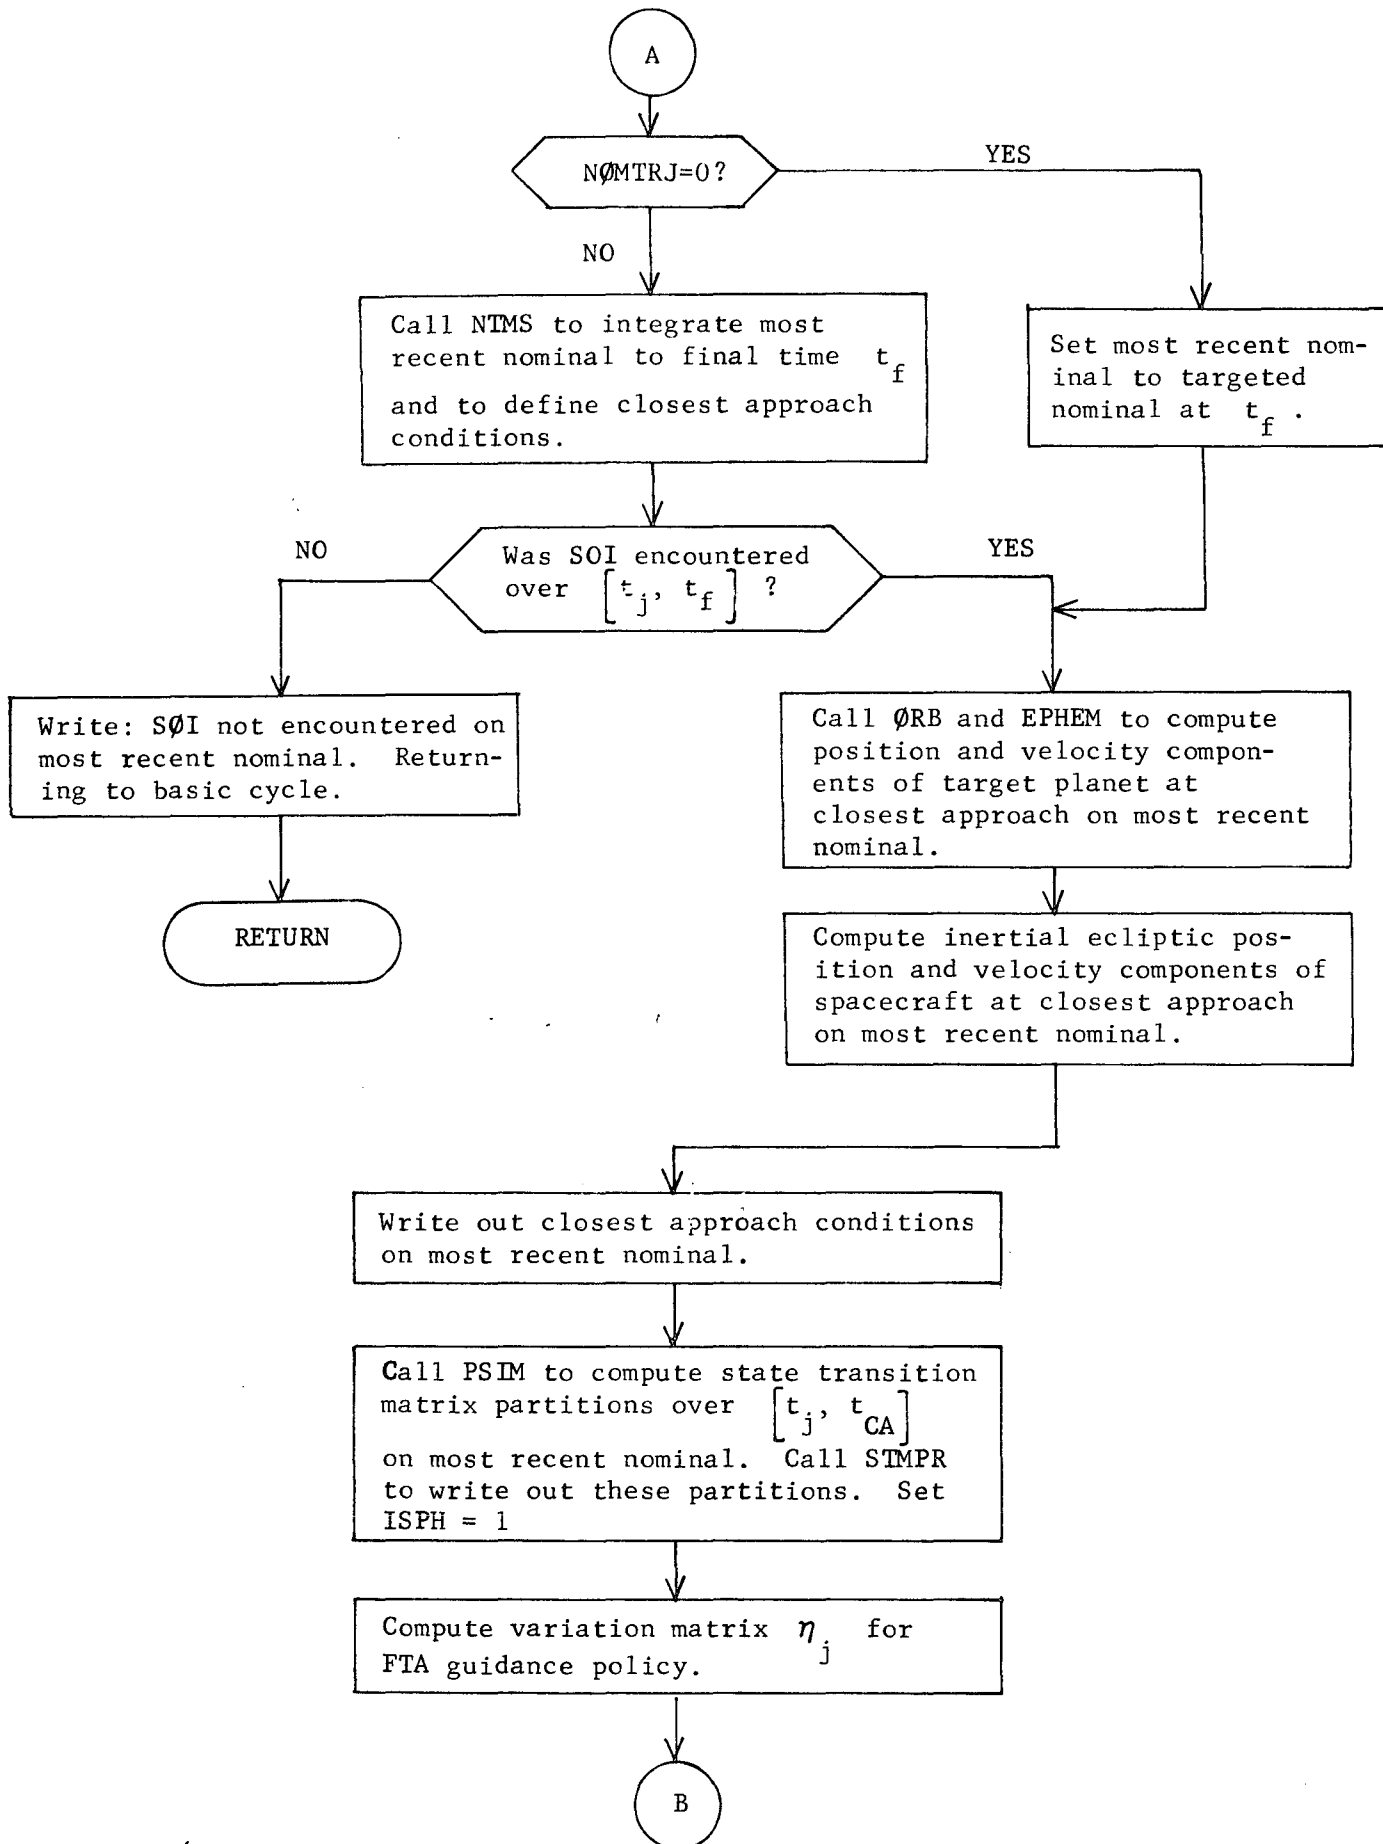 A
NØMTRJ=0?
YES
NO
Call NTMS to integrate most
recent nominal to final time t_f
and to define closest approach
conditions.
Set most recent nom-
inal to targeted
nominal at t_f .
NO
Was SOI encountered
over [t_j, t_f] ?
YES
Write: SØI not encountered on
most recent nominal. Return-
ing to basic cycle.
RETURN
Call ØRB and EPHEM to compute
position and velocity compon-
ents of target planet at
closest approach on most recent
nominal.
Compute inertial ecliptic pos-
ition and velocity components of
spacecraft at closest approach
on most recent nominal.
Write out closest approach conditions
on most recent nominal.
Call PSIM to compute state transition
matrix partitions over [t_j, t_CA]
on most recent nominal. Call STMPR
to write out these partitions. Set
ISPH = 1
Compute variation matrix η_j for
FTA guidance policy.
B